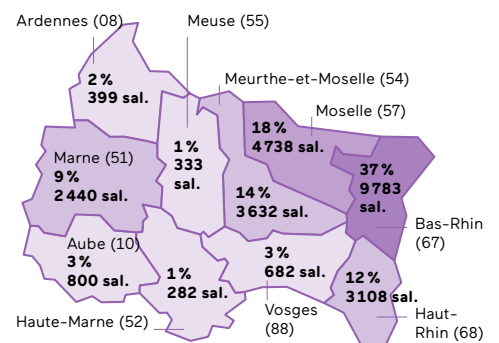 Ardennes (08)
2 %
399 sal.
Meuse (55)
1 %
333
sal.
Meurthe-et-Moselle (54)
14 %
3 632 sal.
Moselle (57)
18 %
4 738 sal.
37 %
9 783
sal.
Bas-Rhin
(67)
Marne (51)
9 %
2 440 sal.
Aube (10)
3 %
800 sal.
1 %
282 sal.
Haute-Marne (52)
3 %
682 sal.
Vosges
(88)
12 %
3 108 sal.
Haut-
Rhin (68)